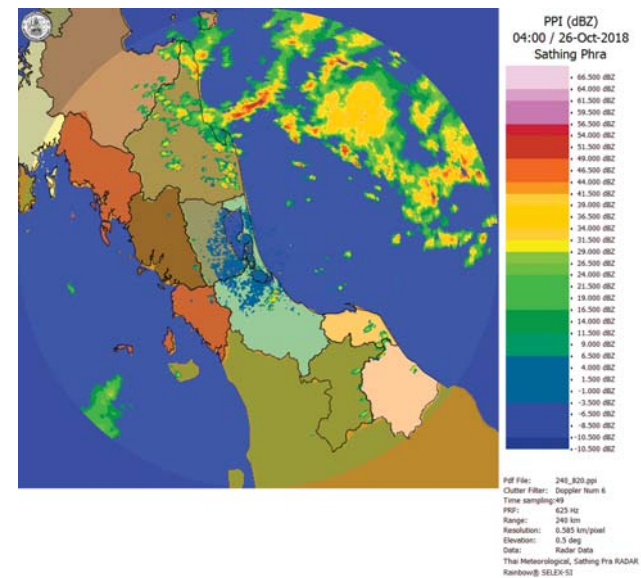 PPI (dBZ)
04:00 / 26-Oct-2018
Sathing Phra
66.500 dBZ
64.000 dBZ
61.500 dBZ
59.500 dBZ
56.500 dBZ
54.000 dBZ
51.500 dBZ
49.000 dBZ
46.500 dBZ
44.000 dBZ
41.500 dBZ
39.000 dBZ
36.500 dBZ
34.000 dBZ
31.500 dBZ
29.000 dBZ
26.500 dBZ
24.000 dBZ
21.500 dBZ
19.000 dBZ
16.500 dBZ
14.000 dBZ
11.500 dBZ
9.000 dBZ
6.500 dBZ
4.000 dBZ
1.500 dBZ
-1.000 dBZ
-3.500 dBZ
-6.500 dBZ
-8.500 dBZ
-10.500 dBZ
-10.500 dBZ
Pdf File: 240_820.ppi
Clutter Filter: Doppler Num 6
Time sampling:49
PRF: 625 Hz
Range: 240 km
Resolution: 0.585 km/pixel
Elevation: 0.5 deg
Data: Radar Data
Thai Meteorological, Sathing Pra RADAR
Rainbow® SELEX-SI